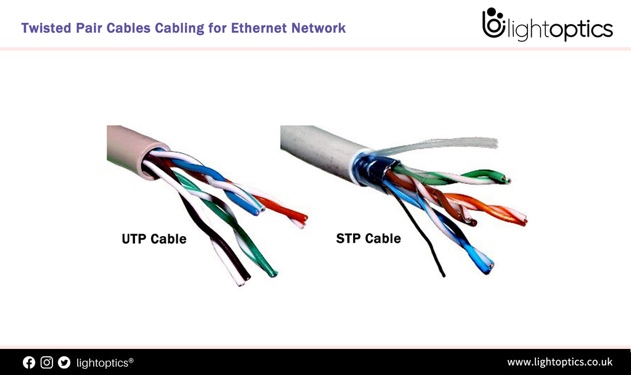 Twisted Pair Cables Cabling for Ethernet Network
lightoptics
UTP Cable
STP Cable
lightoptics®
www.lightoptics.co.uk